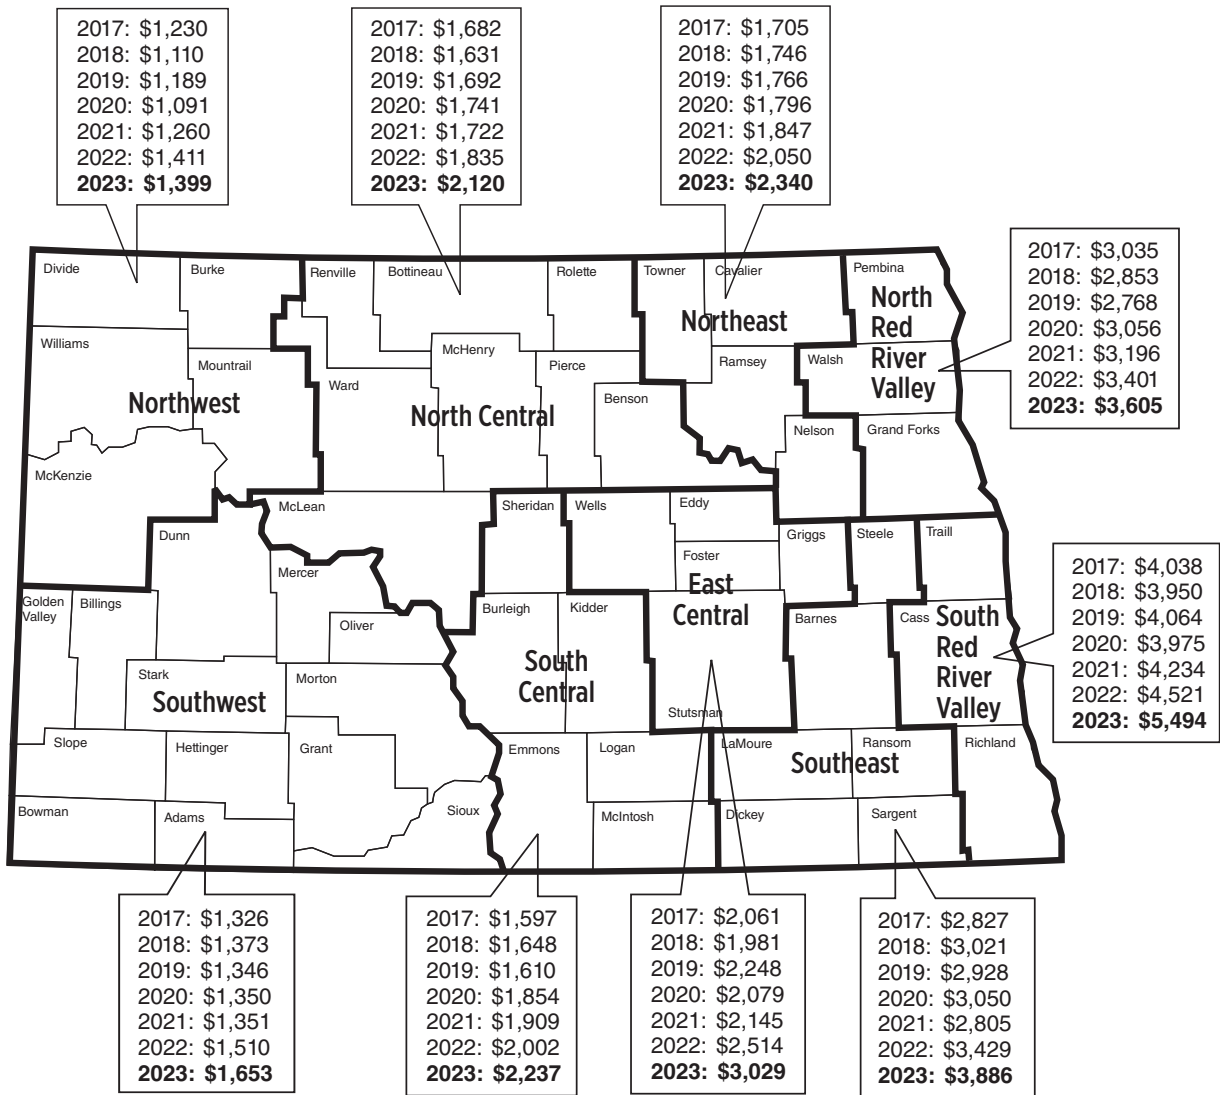 2017: $1,230
2018: $1,110
2019: $1,189
2020: $1,091
2021: $1,260
2022: $1,411
2023: $1,399
2017: $1,682
2018: $1,631
2019: $1,692
2020: $1,741
2021: $1,722
2022: $1,835
2023: $2,120
2017: $1,705
2018: $1,746
2019: $1,766
2020: $1,796
2021: $1,847
2022: $2,050
2023: $2,340
2017: $3,035
2018: $2,853
2019: $2,768
2020: $3,056
2021: $3,196
2022: $3,401
2023: $3,605
Divide
Burke
Renville
Bottineau
Rolette
Towner
Cavalier
Pembina
North
Red
River
Valley
Northeast
Williams
Mountrail
McHenry
Pierce
Ramsey
Walsh
Ward
Benson
Northwest
North Central
Nelson
Grand Forks
McKenzie
McLean
Sheridan
Wells
Eddy
Dunn
Griggs
Steele
Traill
Foster
Mercer
East
Central
Golden
Valley
Billings
Burleigh
Kidder
Oliver
Barnes
Cass
South
Red
River
Valley
2017: $4,038
2018: $3,950
2019: $4,064
2020: $3,975
2021: $4,234
2022: $4,521
2023: $5,494
South
Central
Stark
Morton
Southwest
Stutsman
Slope
Hettinger
Grant
Emmons
Logan
LaMoure
Ransom
Richland
Southeast
Bowman
Adams
Sioux
McIntosh
Dickey
Sargent
2017: $1,326
2018: $1,373
2019: $1,346
2020: $1,350
2021: $1,351
2022: $1,510
2023: $1,653
2017: $1,597
2018: $1,648
2019: $1,610
2020: $1,854
2021: $1,909
2022: $2,002
2023: $2,237
2017: $2,061
2018: $1,981
2019: $2,248
2020: $2,079
2021: $2,145
2022: $2,514
2023: $3,029
2017: $2,827
2018: $3,021
2019: $2,928
2020: $3,050
2021: $2,805
2022: $3,429
2023: $3,886